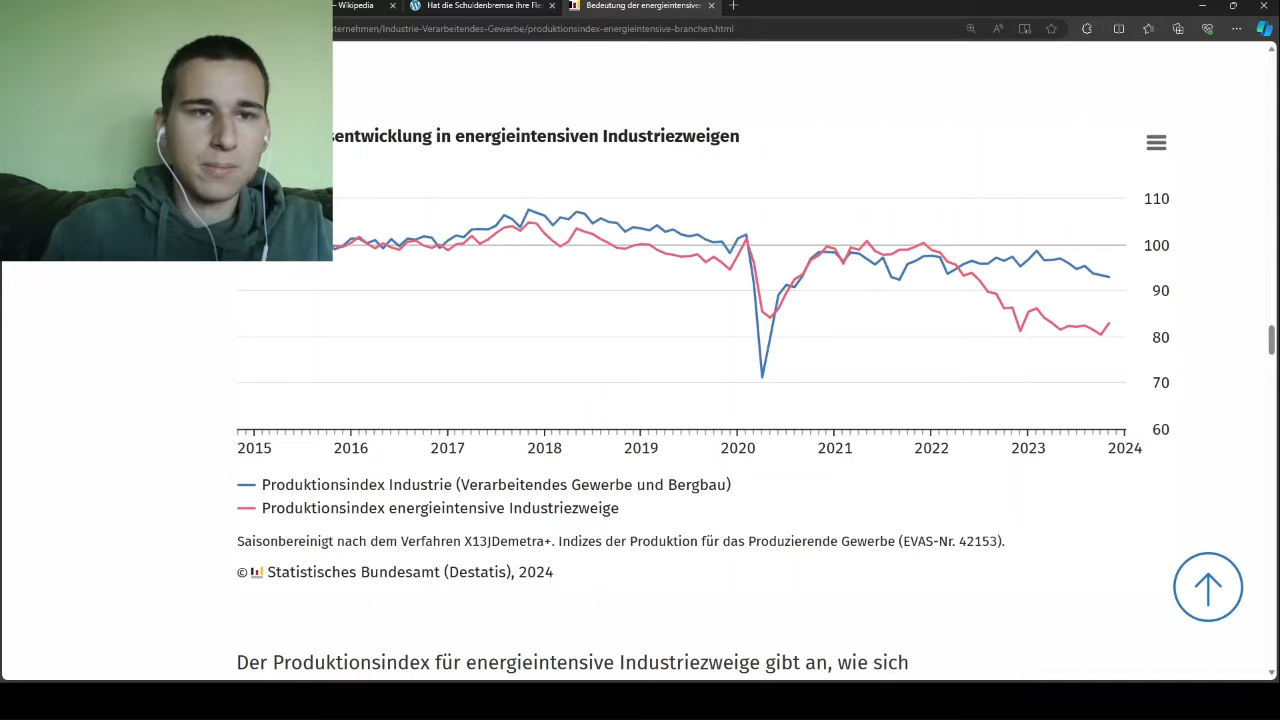 – Wikipedia
Hat die Schuldenbremse ihre Fle
Bedeutung der energieintensiven
nternehmen/Industrie-Verarbeitendes-Gewerbe/produktionsindex-energieintensive-branchen.html
sentwicklung in energieintensiven Industriezweigen
110
100
90
80
70
60
2015 2016 2017 2018 2019 2020 2021 2022 2023 2024
Produktionsindex Industrie (Verarbeitendes Gewerbe und Bergbau)
Produktionsindex energieintensive Industriezweige
Saisonbereinigt nach dem Verfahren X13JDemetra+. Indizes der Produktion für das Produzierende Gewerbe (EVAS-Nr. 42153).
© Statistisches Bundesamt (Destatis), 2024
Der Produktionsindex für energieintensive Industriezweige gibt an, wie sich